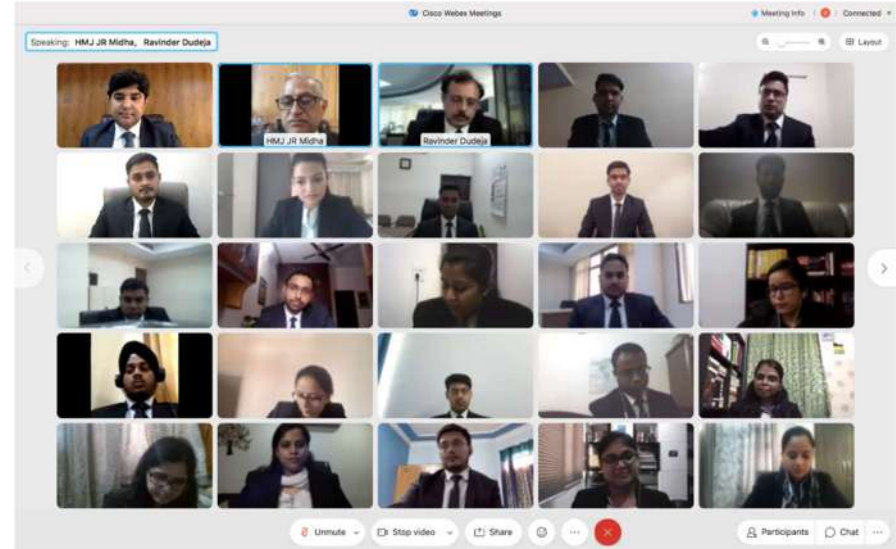 Cisco Webex Meetings
Meeting Info
Connected
Speaking: HMJ JR Midha, Ravinder Dudeja
Layout
HMJ JR Midha
Ravinder Dudeja
Unmute
Stop video
Share
Participants
Chat